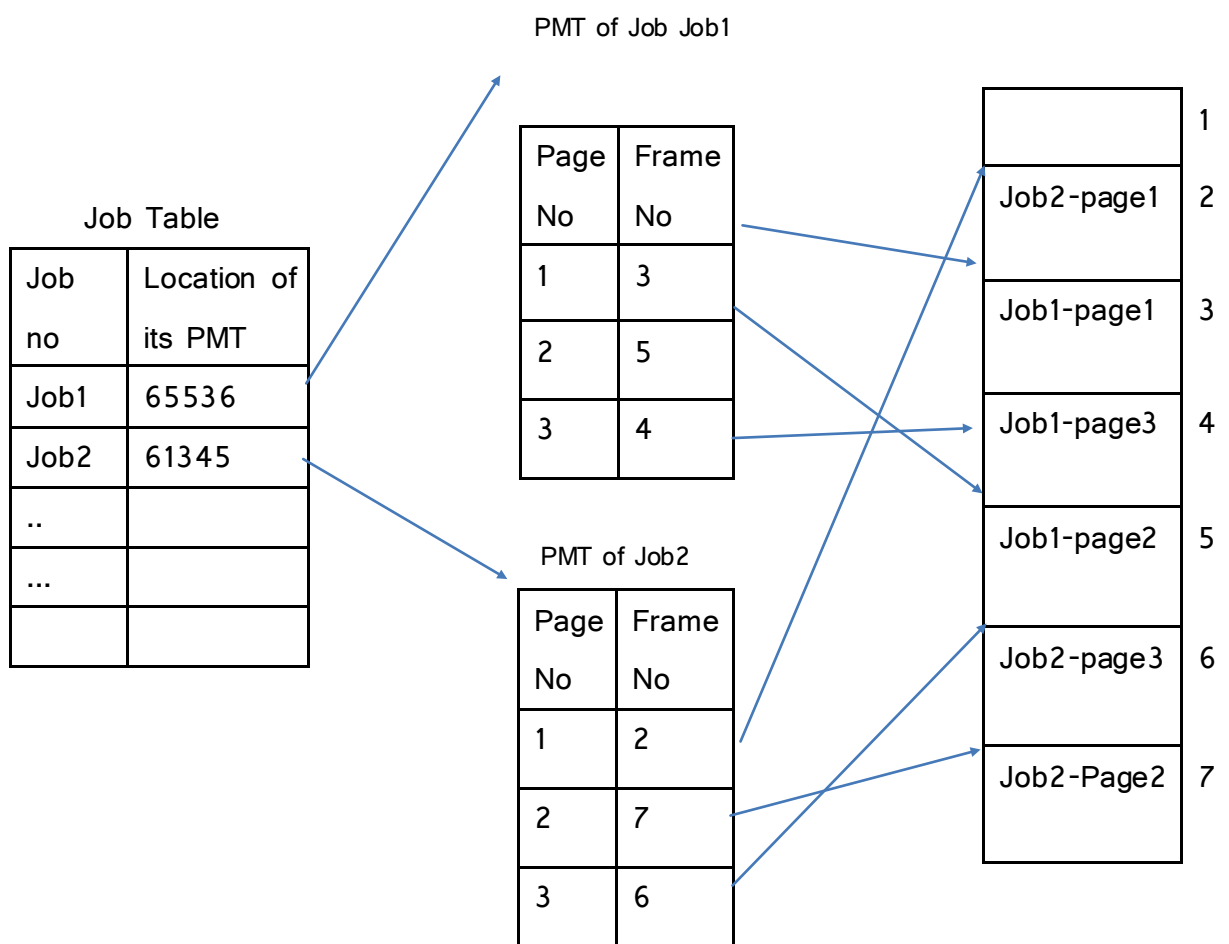 PMT of Job Job1
Job Table
Job no
Location of its PMT
Job1 65536
Job2 61345
..
...
Page No
Frame No
1 3
2 5
3 4
PMT of Job2
Page No
Frame No
1 2
2 7
3 6
1
Job2-page1 2
Job1-page1 3
Job1-page3 4
Job1-page2 5
Job2-page3 6
Job2-Page2 7